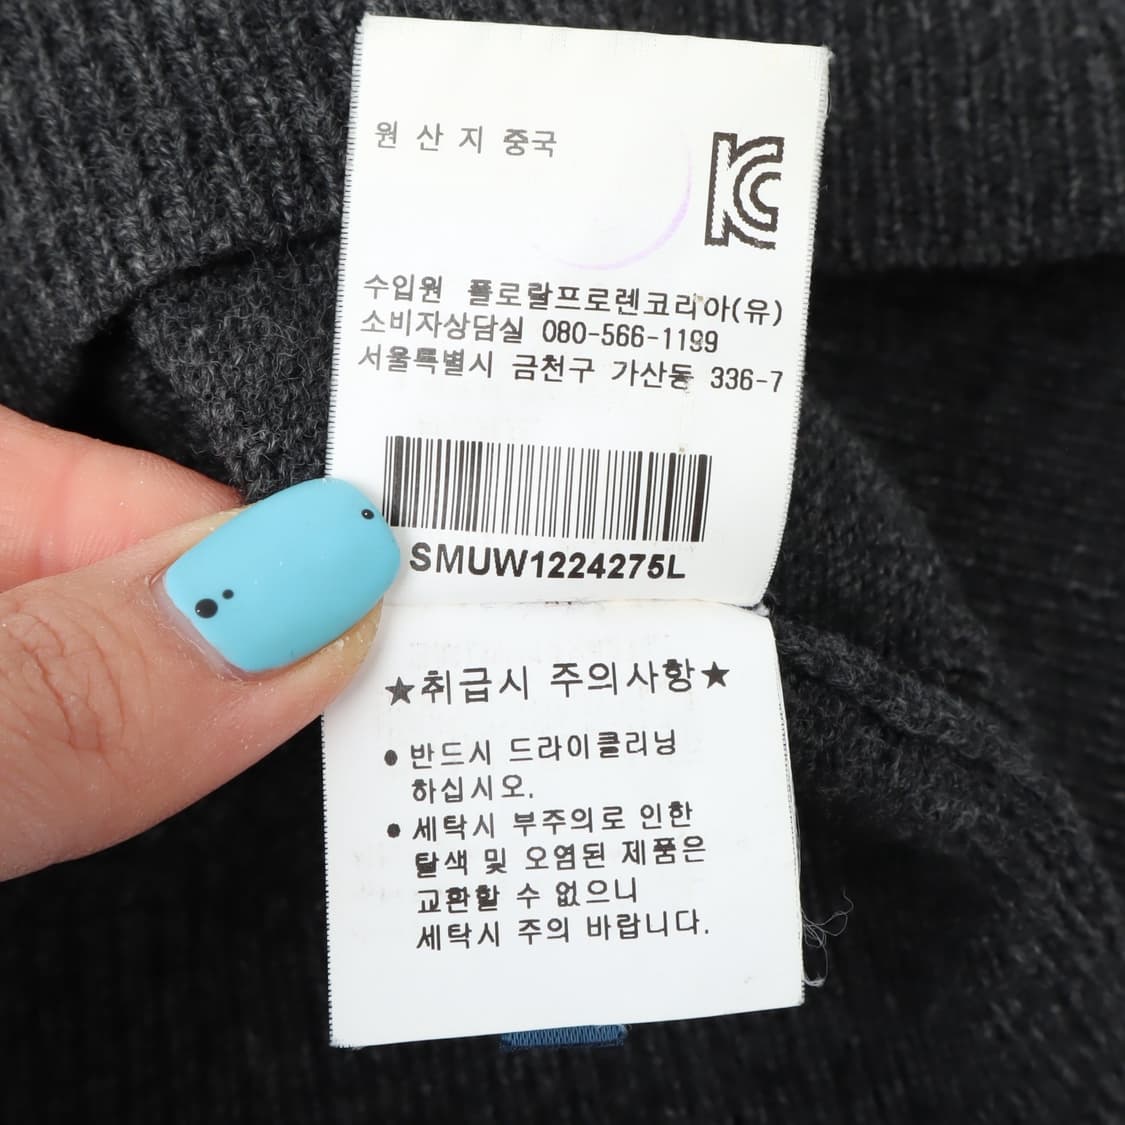 원 산 지 중국
KC
수입원 폴로랄프로렌코리아(유)
소비자상담실 080-566-1199
서울특별시 금천구 가산동 336-7
SMUW1224275L
★취급시 주의사항★
● 반드시 드라이클리닝
하십시오.
● 세탁시 부주의로 인한
탈색 및 오염된 제품은
교환할 수 없으니
세탁시 주의 바랍니다.